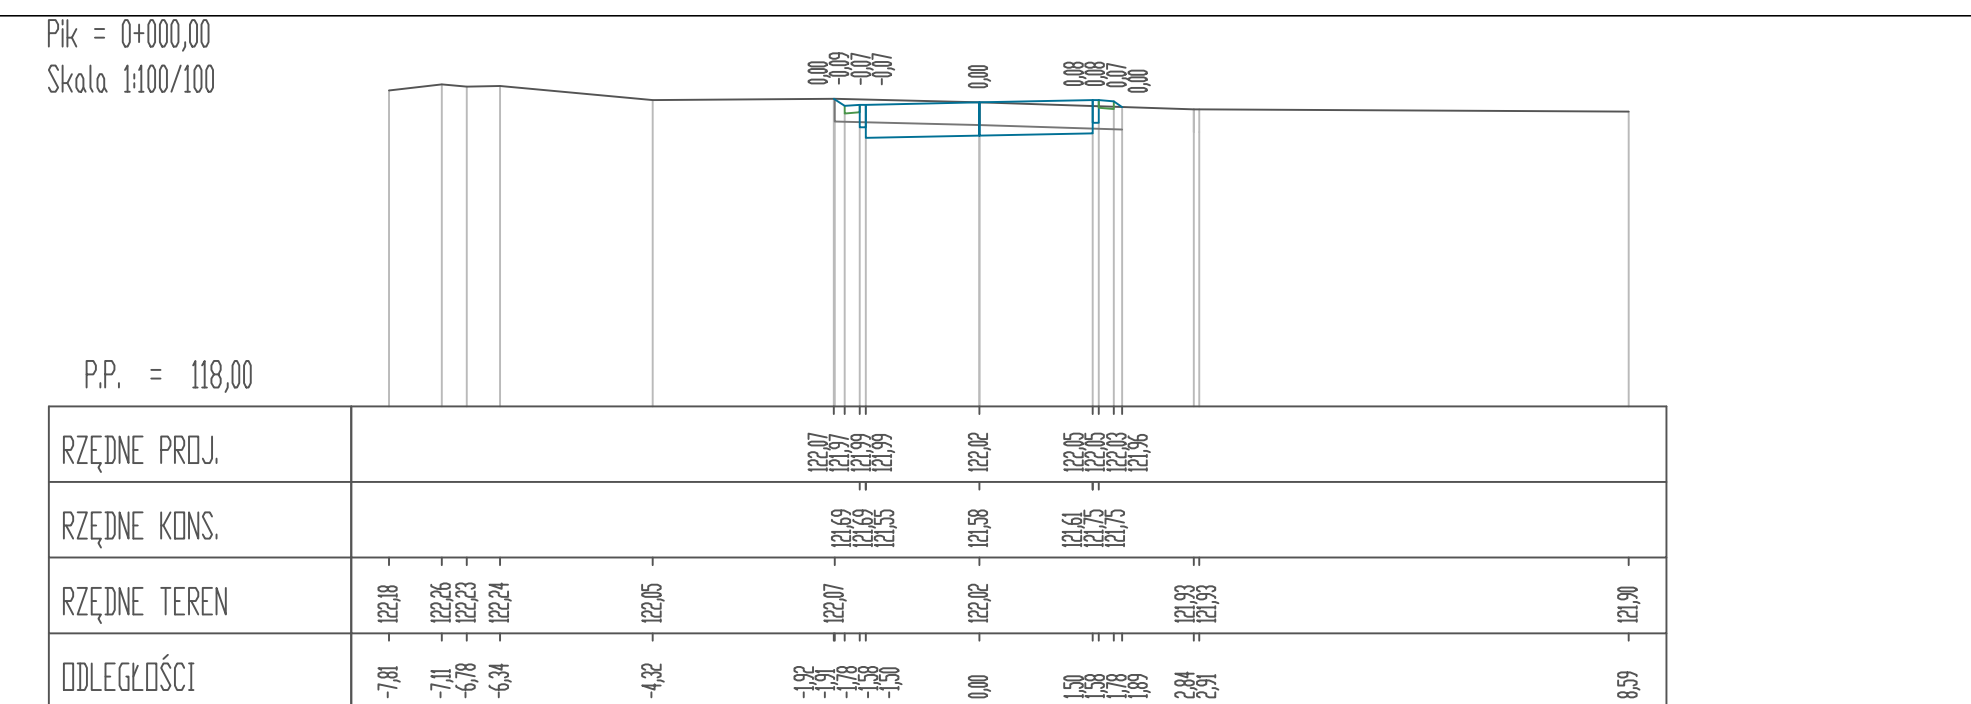 Pik = 0+000,00
Skala 1:100/100
0,00 -0,09 -0,07 -0,07 0,00 0,08 0,08 0,07 0,00
P.P. = 118,00
RZĘDNE PROJ. 122,07 121,97 121,99 121,99 122,02 122,05 122,05 122,03 121,96
RZĘDNE KONS. 121,69 121,69 121,55 121,58 121,61 121,75 121,75
RZĘDNE TEREN 122,18 122,26 122,23 122,24 122,05 122,07 122,02 121,93 121,93 121,90
ODLEGŁOŚCI -7,81 -7,11 -6,78 -6,34 -4,32 -1,92 -1,91 -1,78 -1,58 -1,50 0,00 1,50 1,58 1,78 1,89 2,84 2,91 8,59